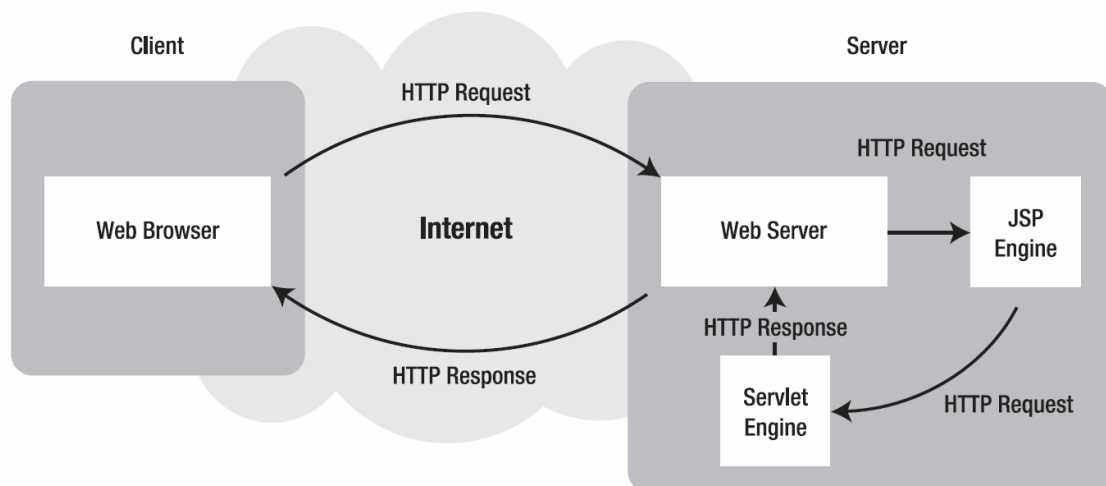 Client
Server
HTTP Request
HTTP Request
Web Browser
Internet
Web Server
JSP
Engine
HTTP Response
HTTP Response
Servlet
Engine
HTTP Request